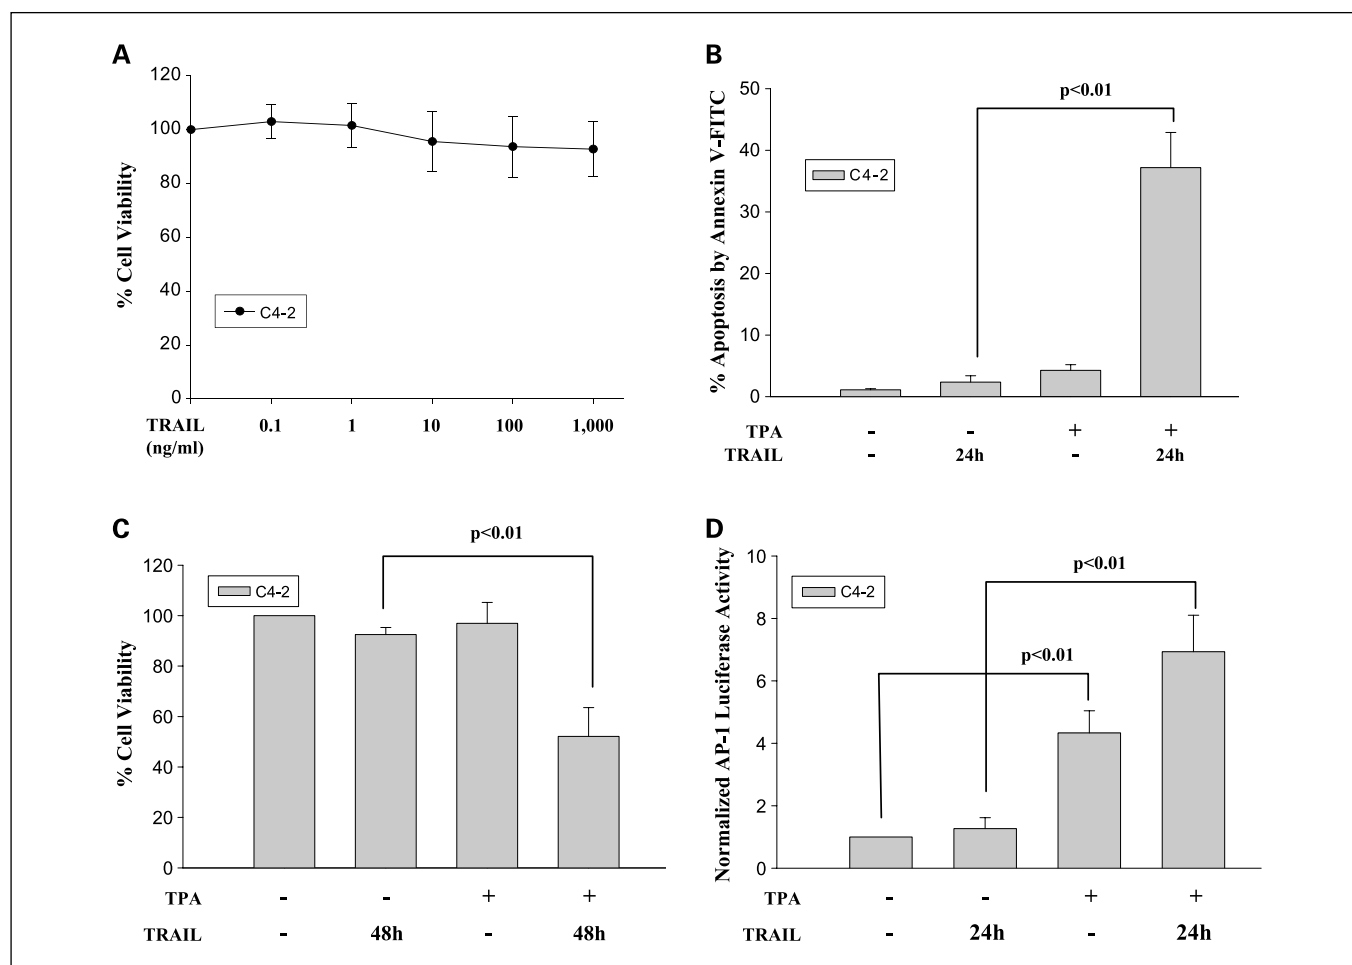 A
120
100
80
60
40
20
0
% Cell Viability
C4-2
TRAIL 0.1 1 10 100 1,000
(ng/ml)
B
50
40
30
20
10
0
% Apoptosis by Annexin V-FITC
p<0.01
C4-2
TPA - - + +
TRAIL - 24h - 24h
C
120
100
80
60
40
20
0
% Cell Viability
p<0.01
C4-2
TPA - - + +
TRAIL - 48h - 48h
D
10
8
6
4
2
0
Normalized AP-1 Luciferase Activity
p<0.01
p<0.01
C4-2
TPA - - + +
TRAIL - 24h - 24h